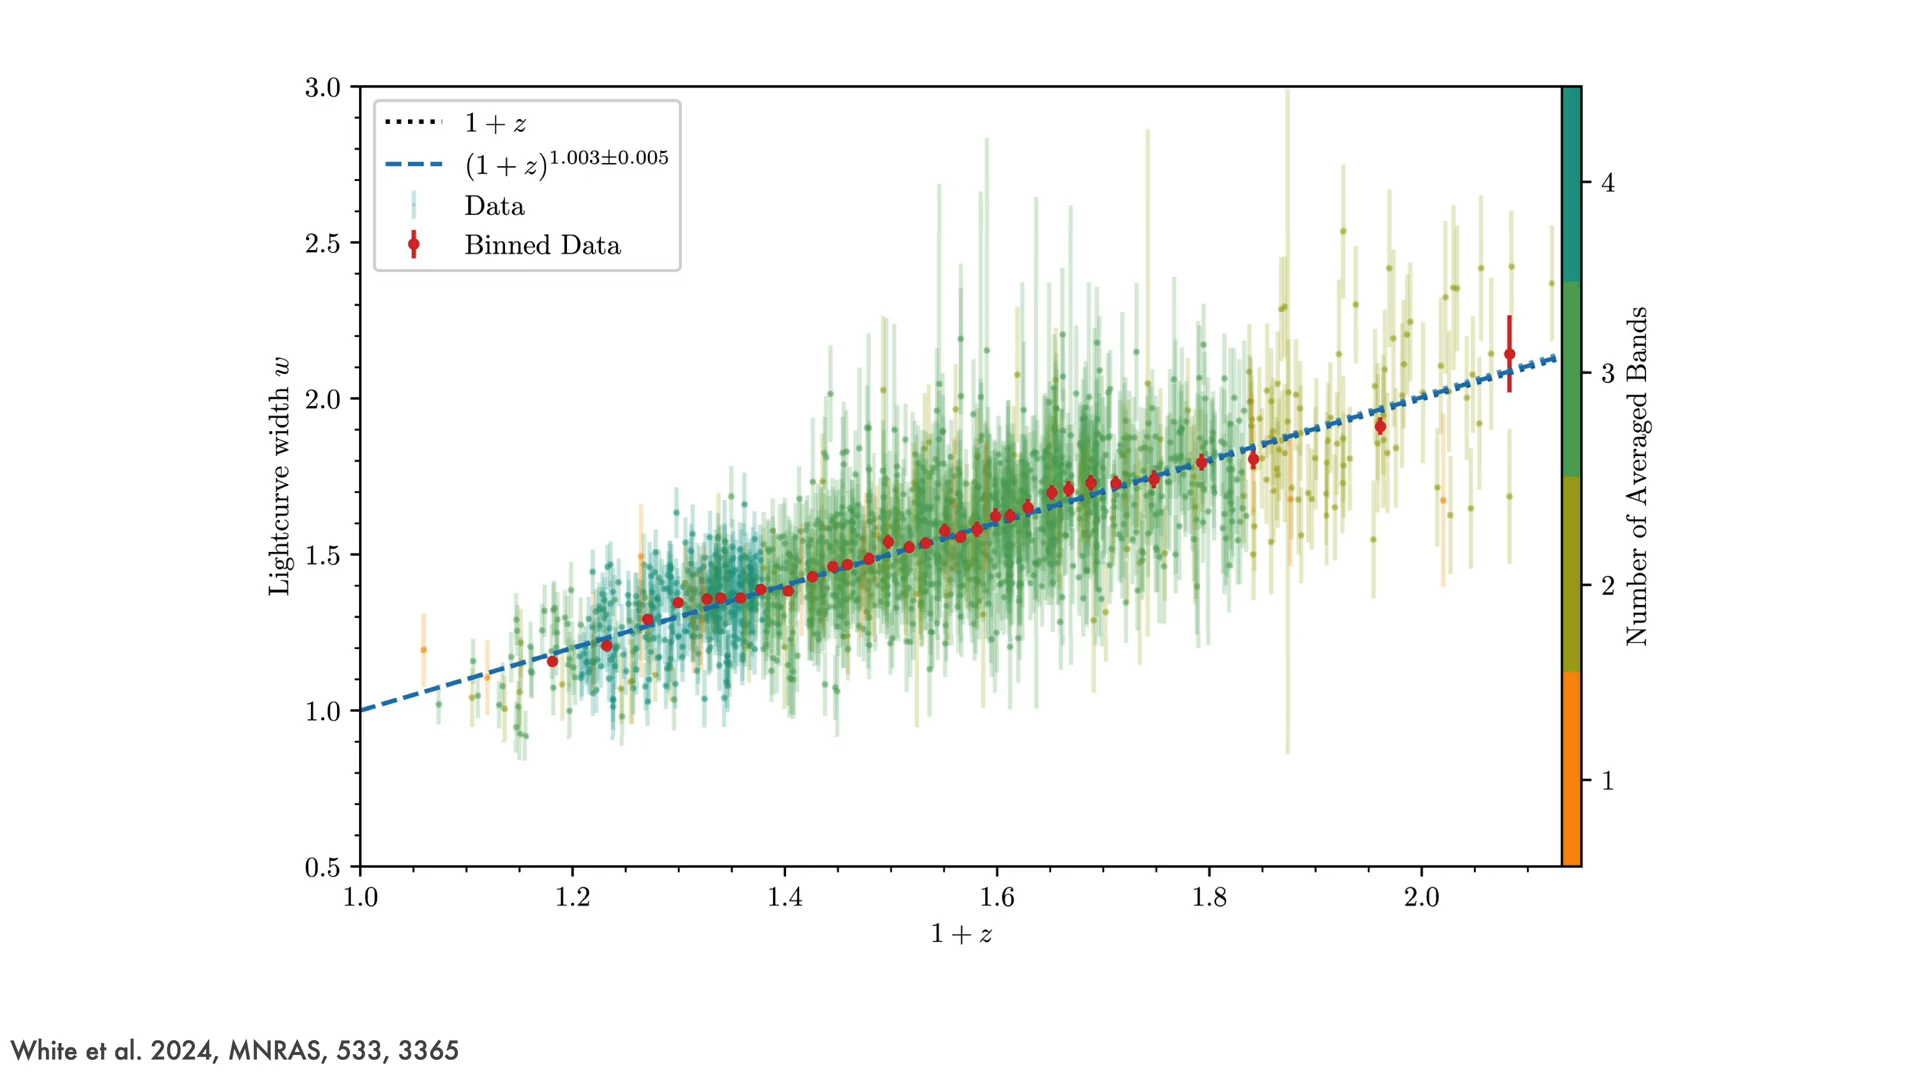 3.0
2.5
2.0
1.5
1.0
0.5
Lightcurve width w
1 + z
(1 + z)^1.003±0.005
Data
Binned Data
4
3
2
1
Number of Averaged Bands
1.0 1.2 1.4 1.6 1.8 2.0
1 + z
White et al. 2024, MNRAS, 533, 3365